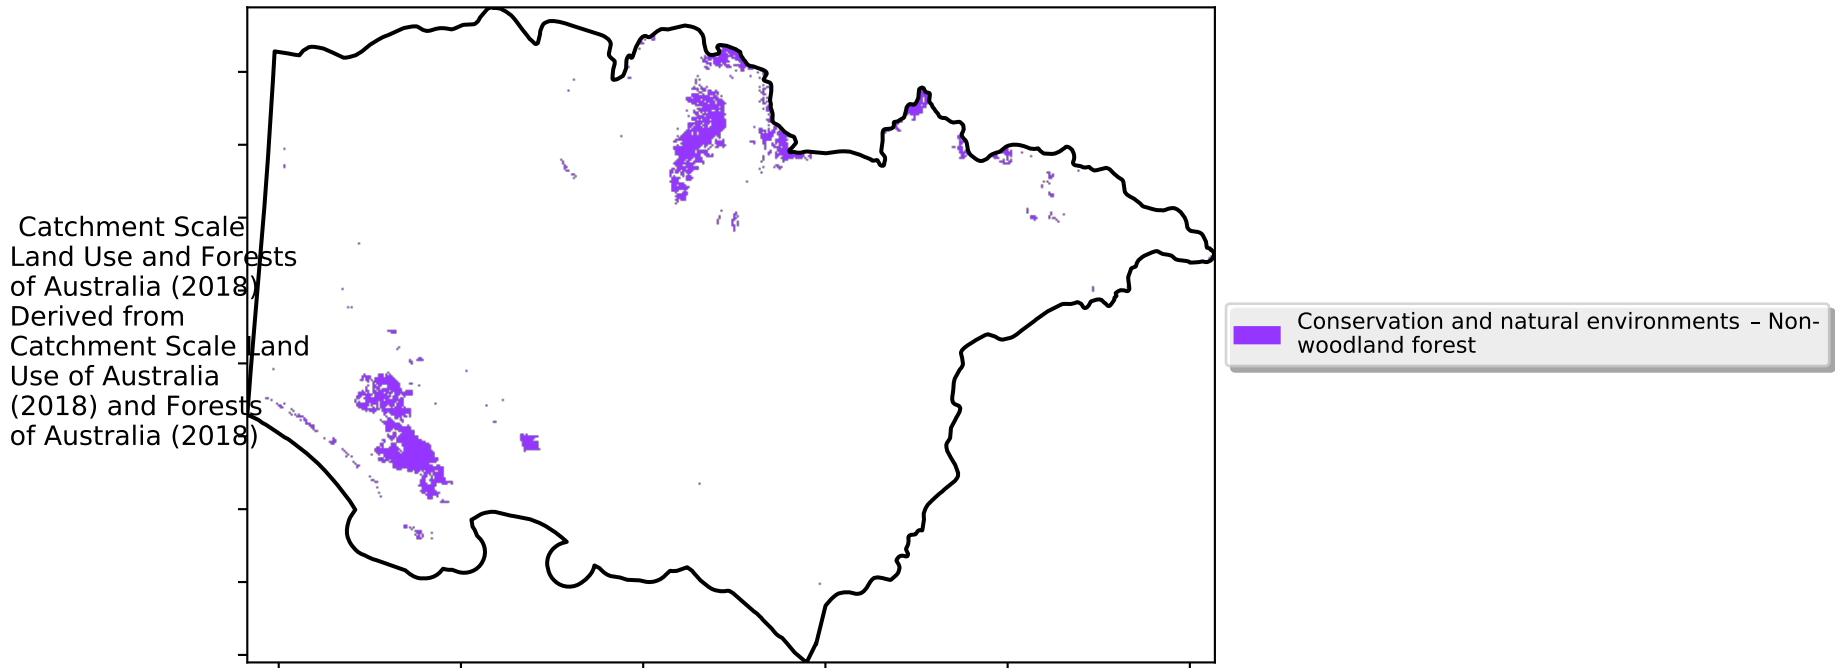 Catchment Scale
Land Use and Forests
of Australia (2018)
Derived from
Catchment Scale Land
Use of Australia
(2018) and Forests
of Australia (2018)
Conservation and natural environments – Non-
woodland forest